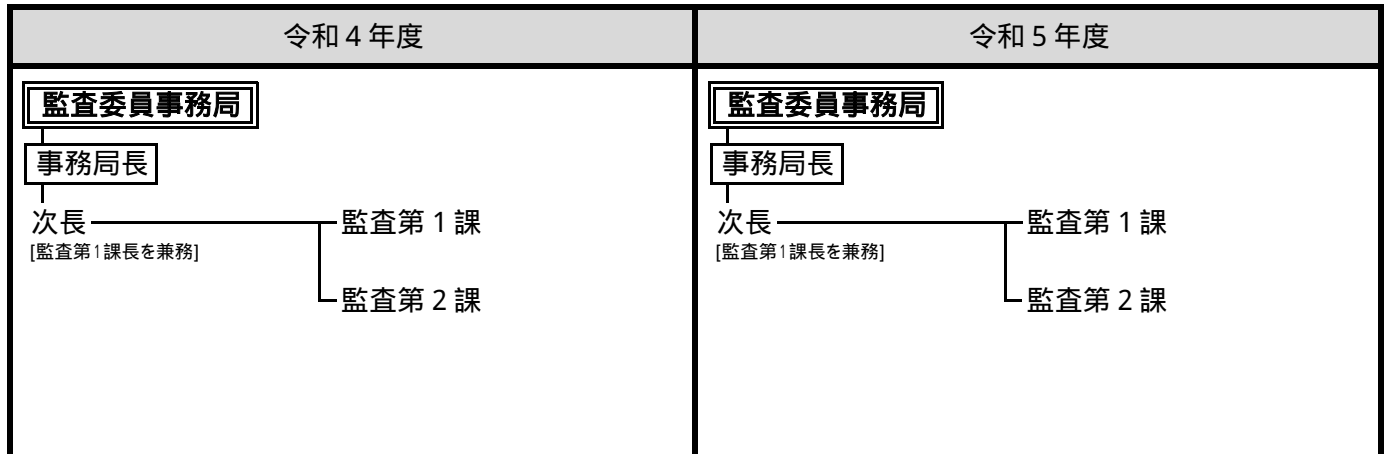 令和４年度
監査委員事務局
事務局長
次長
監査第１課
[監査第1課長を兼務]
監査第２課
令和５年度
監査委員事務局
事務局長
次長
監査第１課
[監査第1課長を兼務]
監査第２課